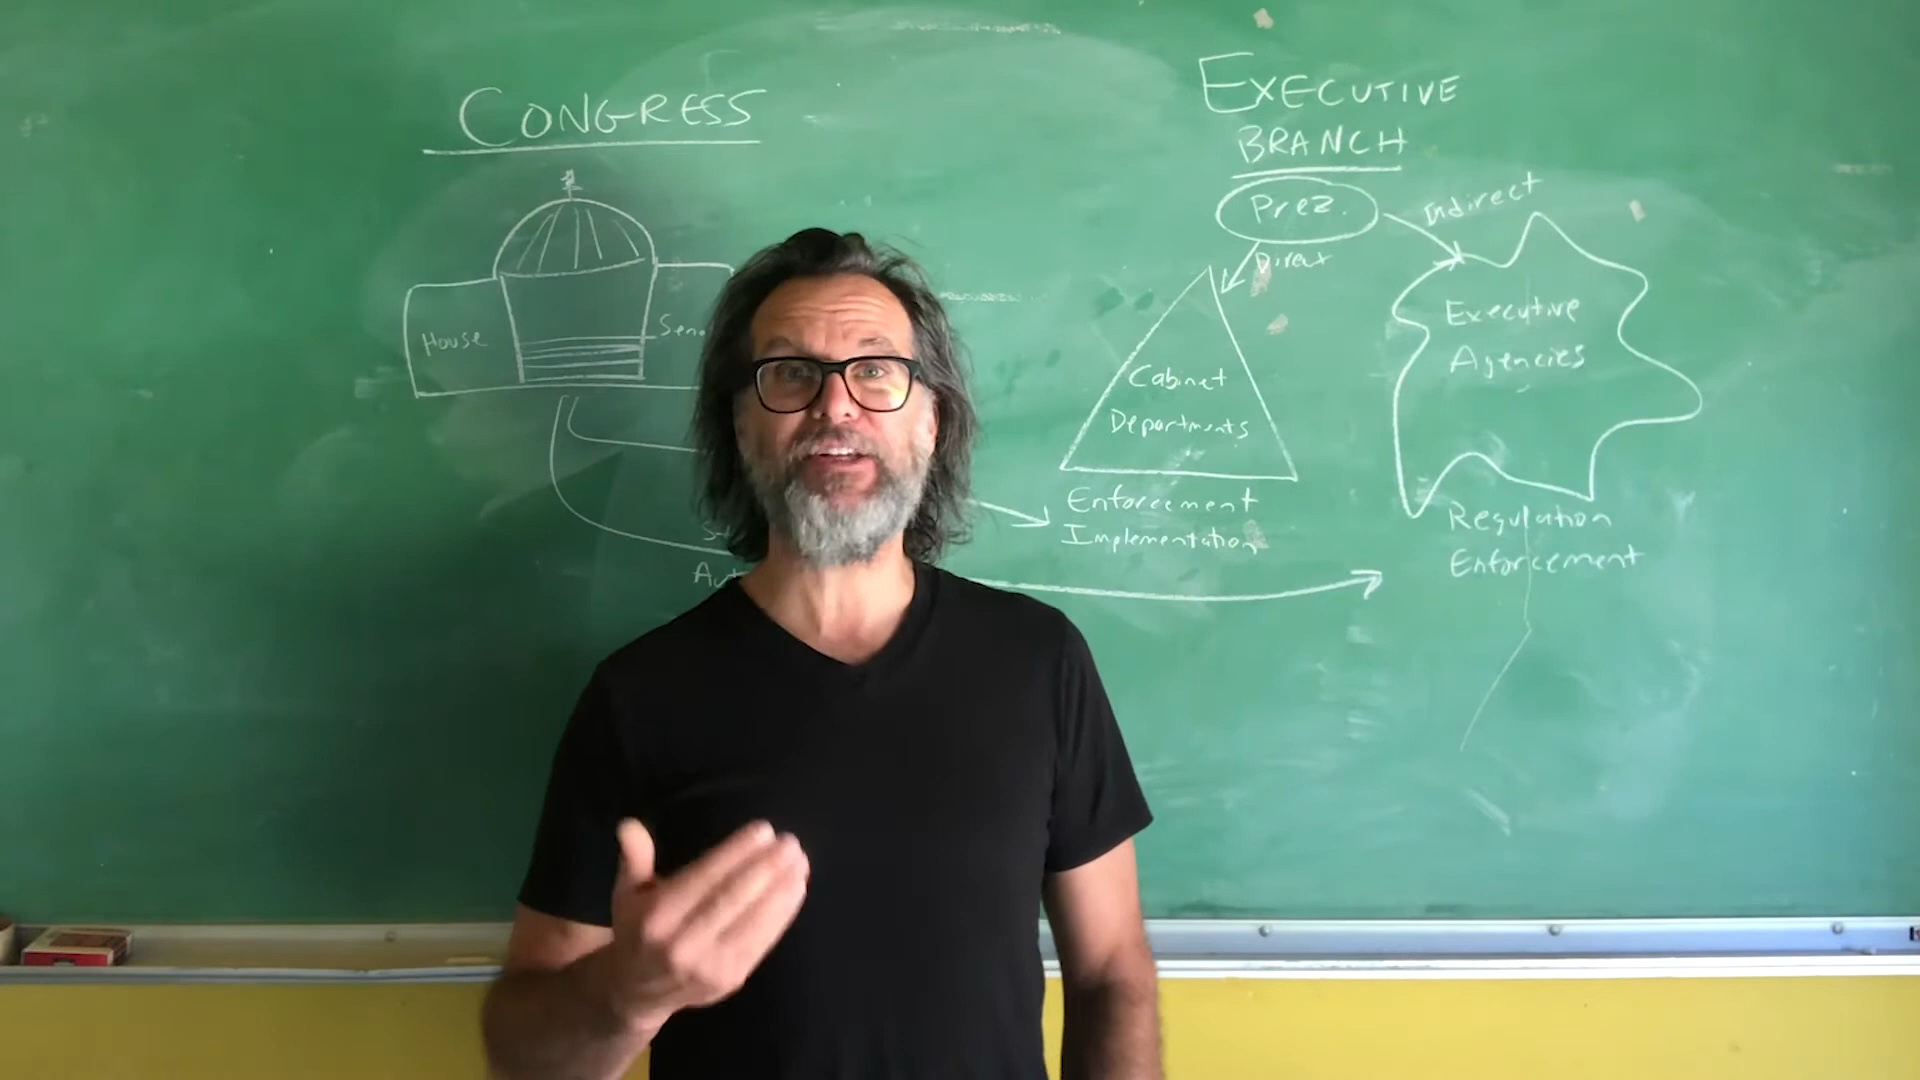 CONGRESS
House
EXECUTIVE
BRANCH
Prez.
Indirect
Direct
Cabinet
Departments
Enforcement
Implementation
Executive
Agencies
Regulation
Enforcement